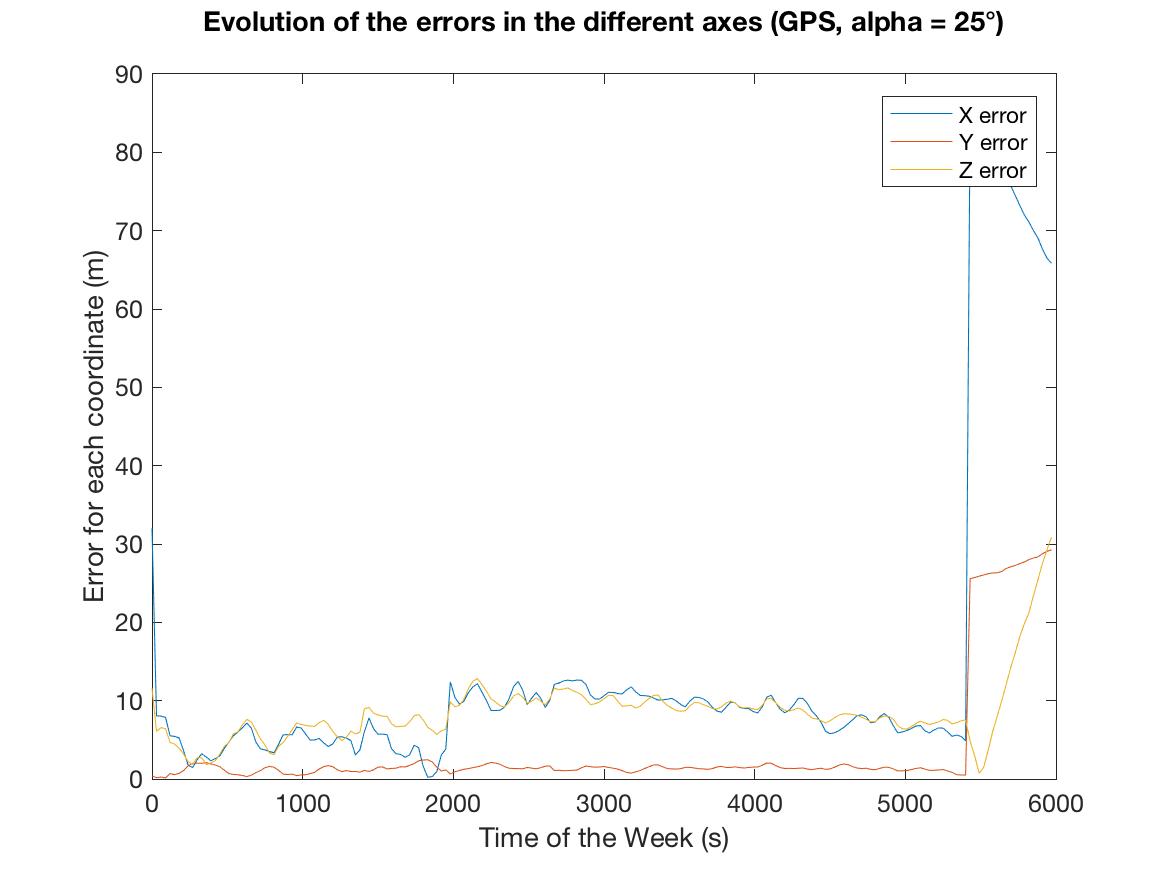 Evolution of the errors in the different axes (GPS, alpha = 25°)
90
80
70
60
50
40
30
20
10
0
Error for each coordinate (m)
X error
Y error
Z error
0 1000 2000 3000 4000 5000 6000
Time of the Week (s)